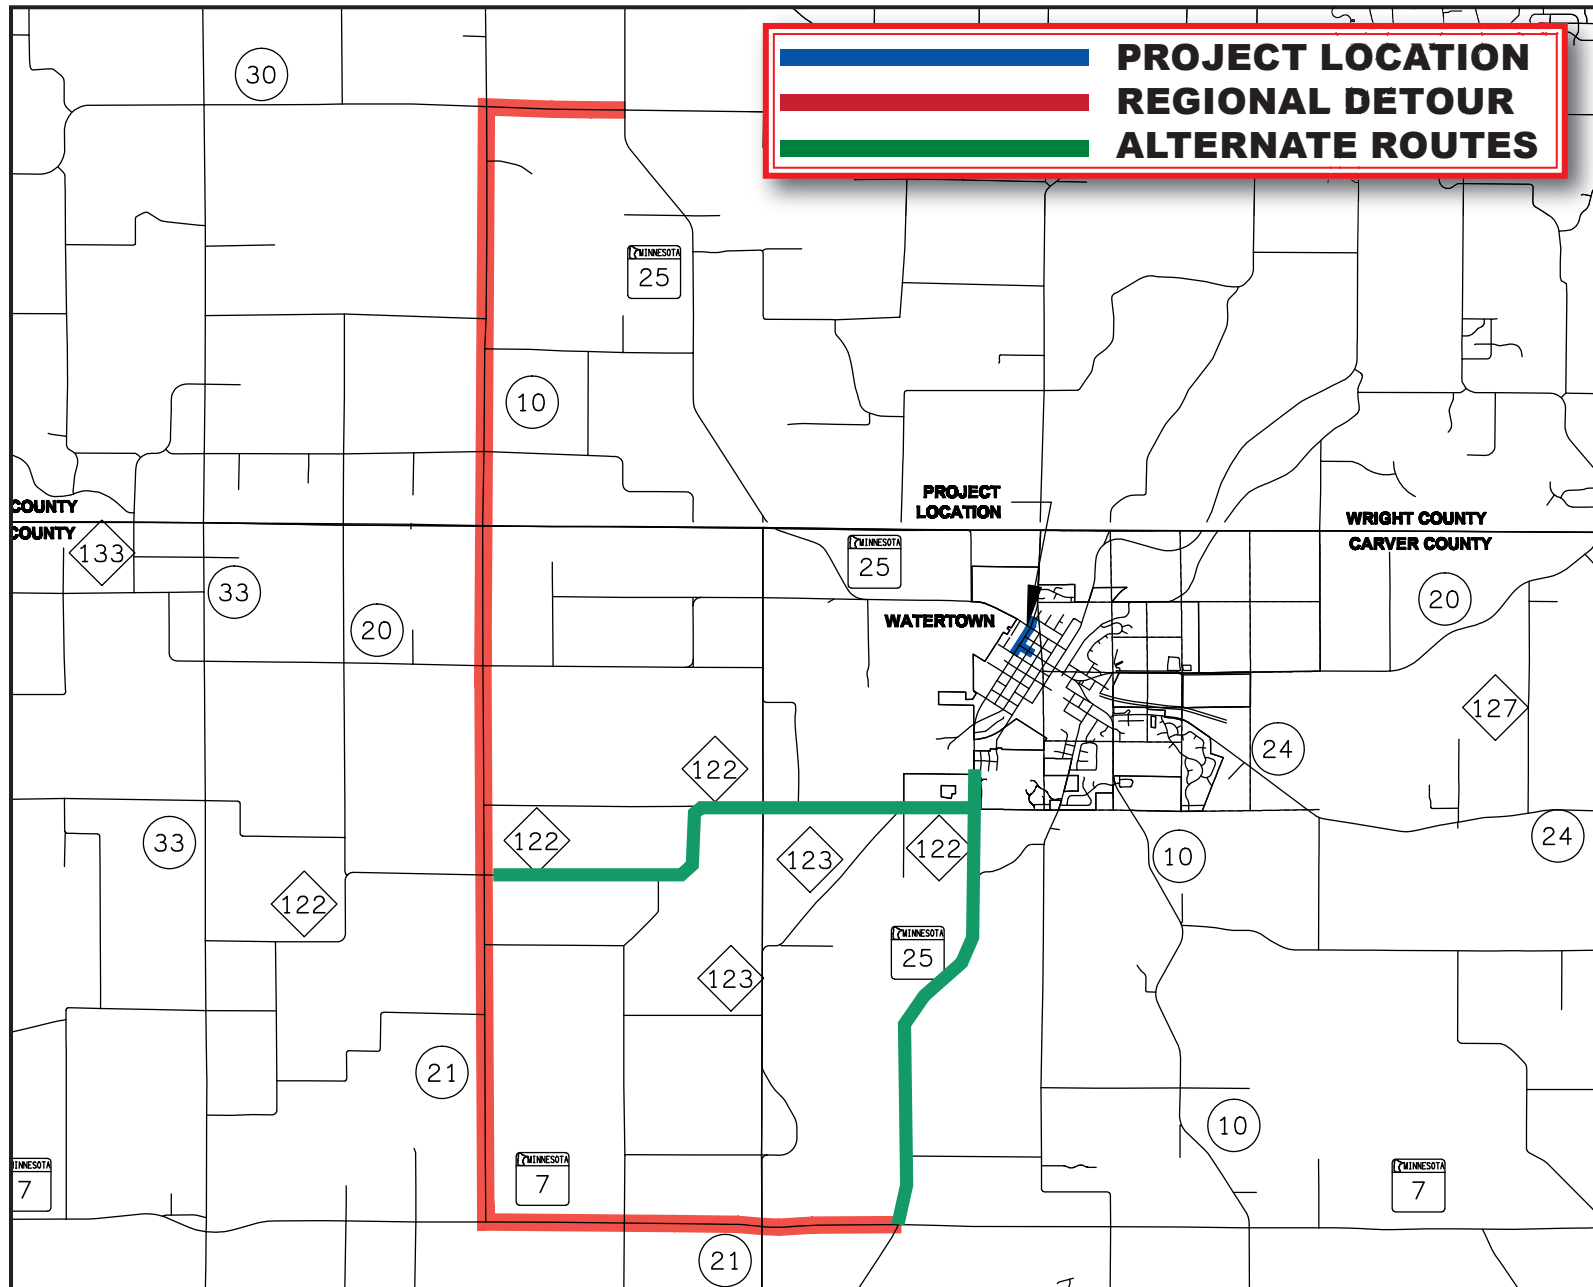 PROJECT LOCATION
REGIONAL DETOUR
ALTERNATE ROUTES
30
MINNESOTA
25
10
PROJECT
LOCATION
COUNTY
COUNTY
WRIGHT COUNTY
CARVER COUNTY
133
MINNESOTA
25
33
20
20
WATERTOWN
127
24
122
122
33
123
122
10
24
122
MINNESOTA
25
123
21
10
INNESOTA
7
MINNESOTA
7
MINNESOTA
7
21